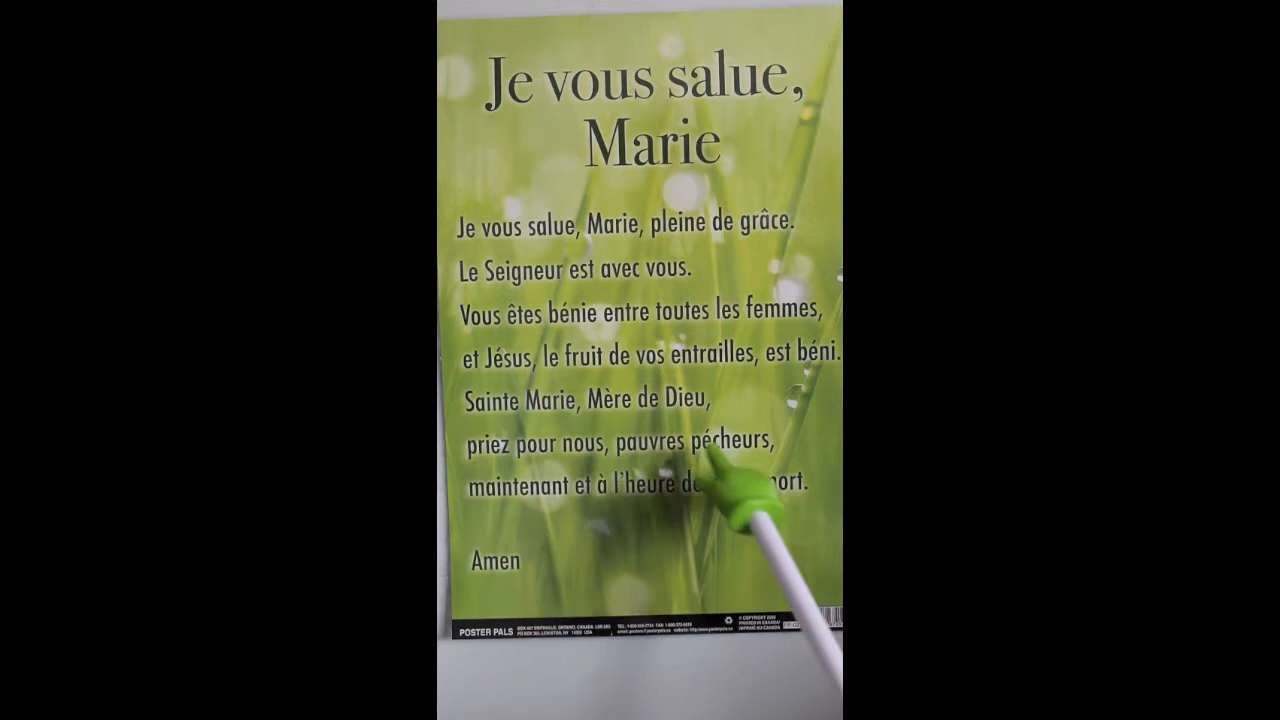 Je vous salue,
Marie
Je vous salue, Marie, pleine de grâce.
Le Seigneur est avec vous.
Vous êtes bénie entre toutes les femmes,
et Jésus, le fruit de vos entrailles, est béni.
Sainte Marie, Mère de Dieu,
priez pour nous, pauvres pécheurs,
maintenant et à l'heure de mort.
Amen
POSTER PALS